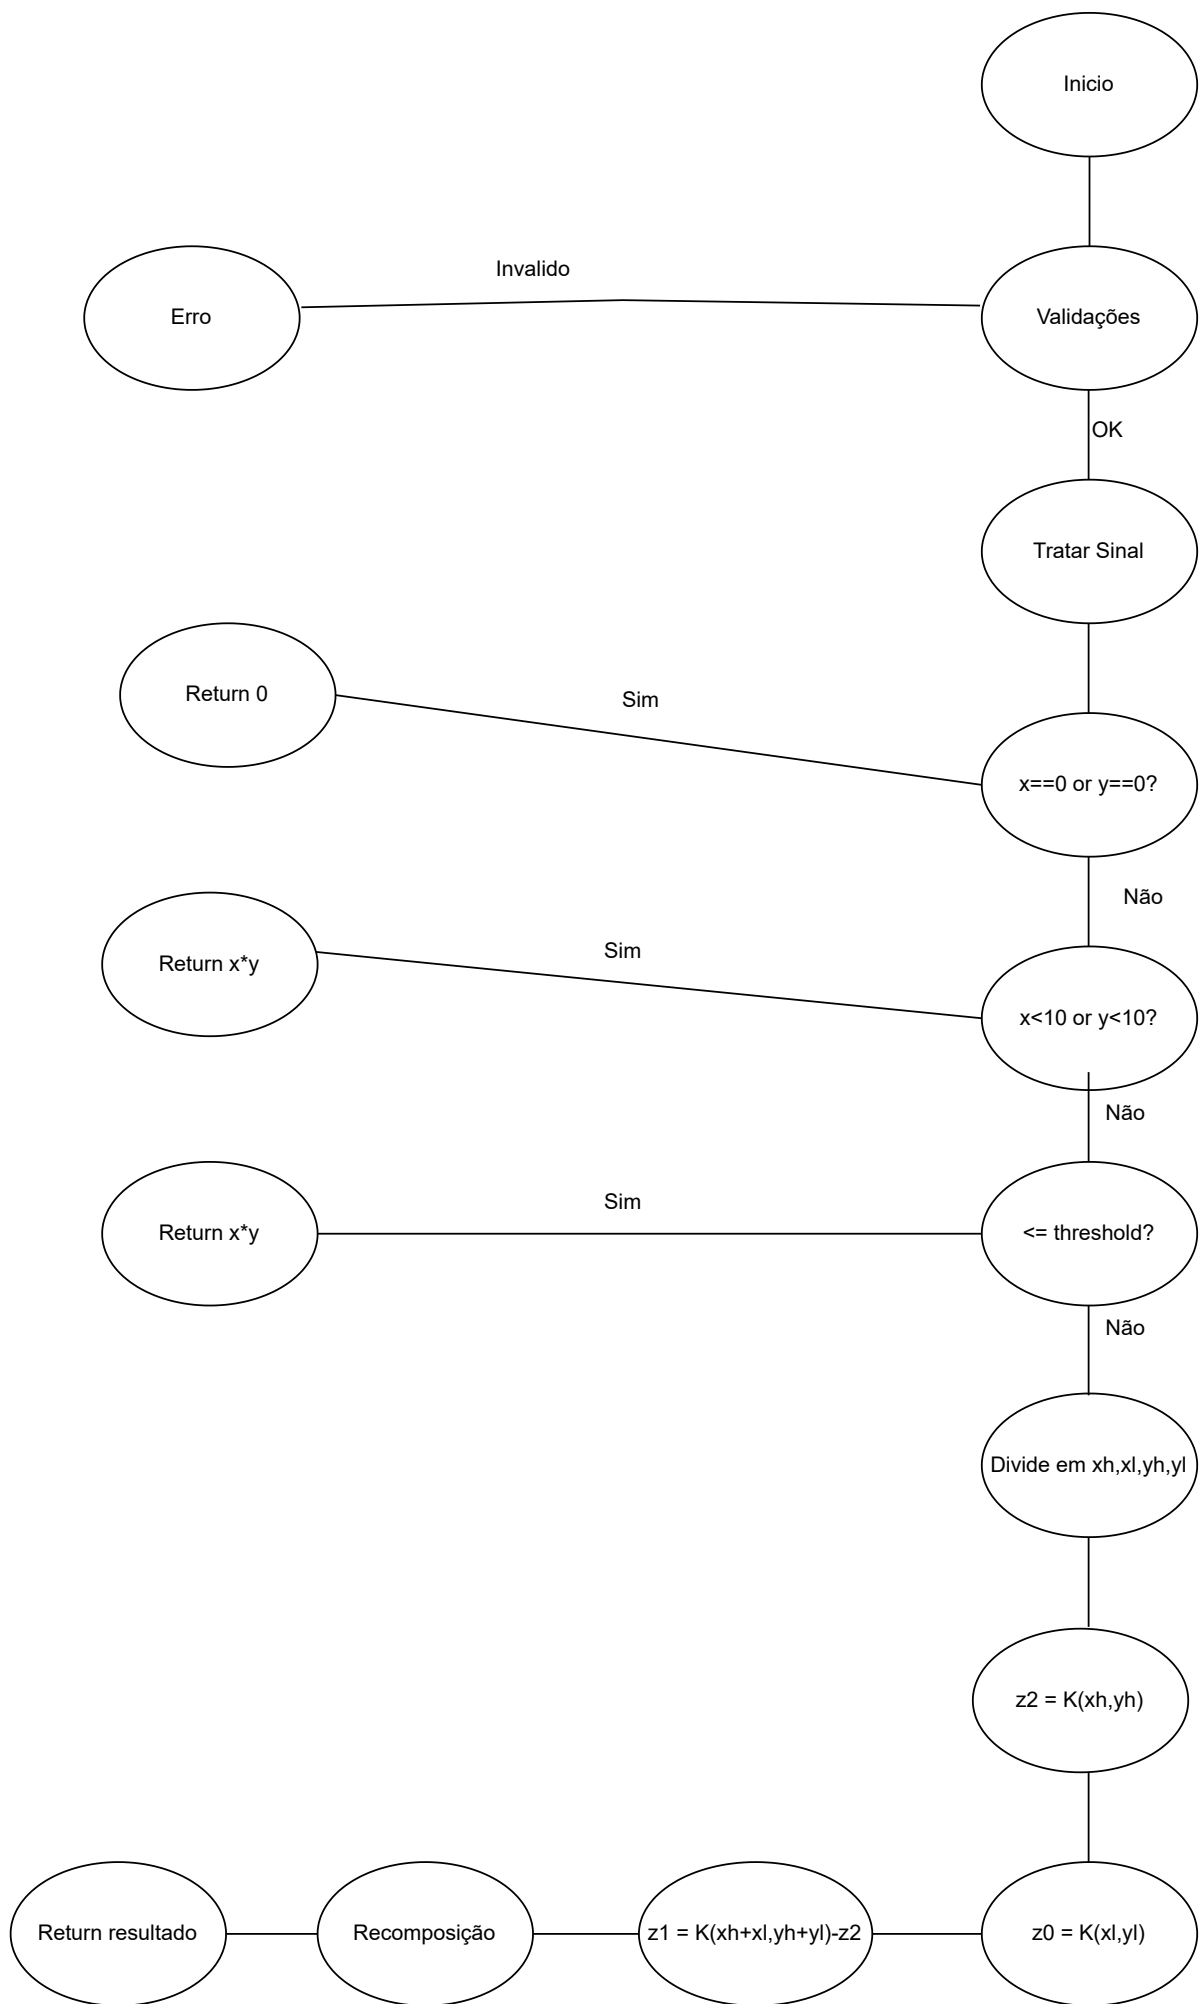 Inicio
Invalido
Erro
Validações
OK
Tratar Sinal
Return 0
Sim
x==0 or y==0?
Não
Return x*y
Sim
x<10 or y<10?
Não
Return x*y
Sim
<= threshold?
Não
Divide em xh,xl,yh,yl
z2 = K(xh,yh)
Return resultado
Recomposição
z1 = K(xh+xl,yh+yl)-z2
z0 = K(xl,yl)